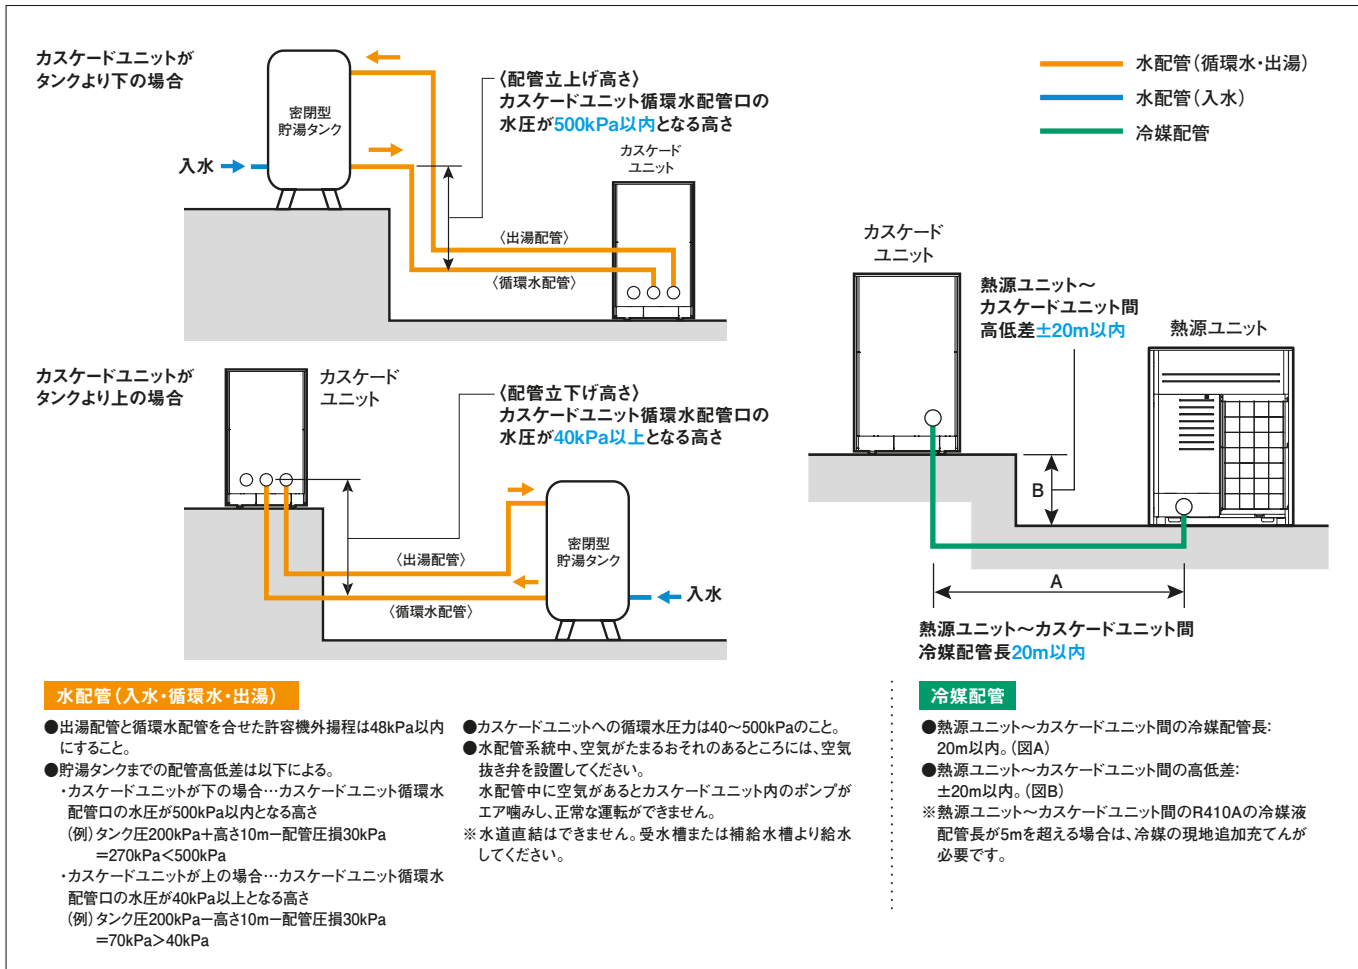 カスケードユニットが
タンクより下の場合
密閉型
貯湯タンク
入水
〈配管立上げ高さ〉
カスケードユニット循環水配管口の
水圧が500kPa以内となる高さ
カスケード
ユニット
〈出湯配管〉
〈循環水配管〉
水配管(循環水・出湯)
水配管(入水)
冷媒配管
カスケードユニットが
タンクより上の場合
カスケード
ユニット
〈配管立下げ高さ〉
カスケードユニット循環水配管口の
水圧が40kPa以上となる高さ
〈出湯配管〉
〈循環水配管〉
密閉型
貯湯タンク
入水
カスケード
ユニット
熱源ユニット～
カスケードユニット間
高低差±20m以内
熱源ユニット
B
A
熱源ユニット～カスケードユニット間
冷媒配管長20m以内
水配管(入水・循環水・出湯)
●出湯配管と循環水配管を合せた許容機外揚程は48kPa以内
にすること。
●貯湯タンクまでの配管高低差は以下による。
・カスケードユニットが下の場合…カスケードユニット循環水
配管口の水圧が500kPa以内となる高さ
(例)タンク圧200kPa＋高さ10m－配管圧損30kPa
＝270kPa＜500kPa
・カスケードユニットが上の場合…カスケードユニット循環水
配管口の水圧が40kPa以上となる高さ
(例)タンク圧200kPa－高さ10m－配管圧損30kPa
＝70kPa＞40kPa
●カスケードユニットへの循環水圧力は40～500kPaのこと。
●水配管系統中、空気がたまるおそれのあるところには、空気
抜き弁を設置してください。
水配管中に空気があるとカスケードユニット内のポンプが
エア噛みし、正常な運転ができません。
※水道直結はできません。受水槽または補給水槽より給水
してください。
冷媒配管
●熱源ユニット～カスケードユニット間の冷媒配管長:
20m以内。(図A)
●熱源ユニット～カスケードユニット間の高低差:
±20m以内。(図B)
※熱源ユニット～カスケードユニット間のR410Aの冷媒液
配管長が5mを超える場合は、冷媒の現地追加充てんが
必要です。